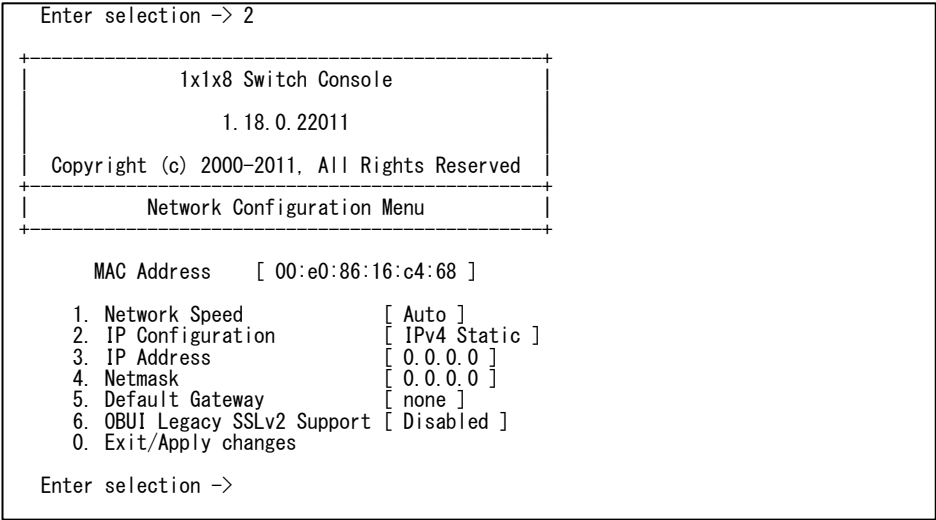 Enter selection -> 2
+------------------------------------------------+
| 1x1x8 Switch Console |
| 1.18.0.22011 |
| Copyright (c) 2000-2011, All Rights Reserved |
+------------------------------------------------+
| Network Configuration Menu |
+------------------------------------------------+
MAC Address [ 00:e0:86:16:c4:68 ]
1. Network Speed [ Auto ]
2. IP Configuration [ IPv4 Static ]
3. IP Address [ 0.0.0.0 ]
4. Netmask [ 0.0.0.0 ]
5. Default Gateway [ none ]
6. OBUI Legacy SSLv2 Support [ Disabled ]
0. Exit/Apply changes
Enter selection ->